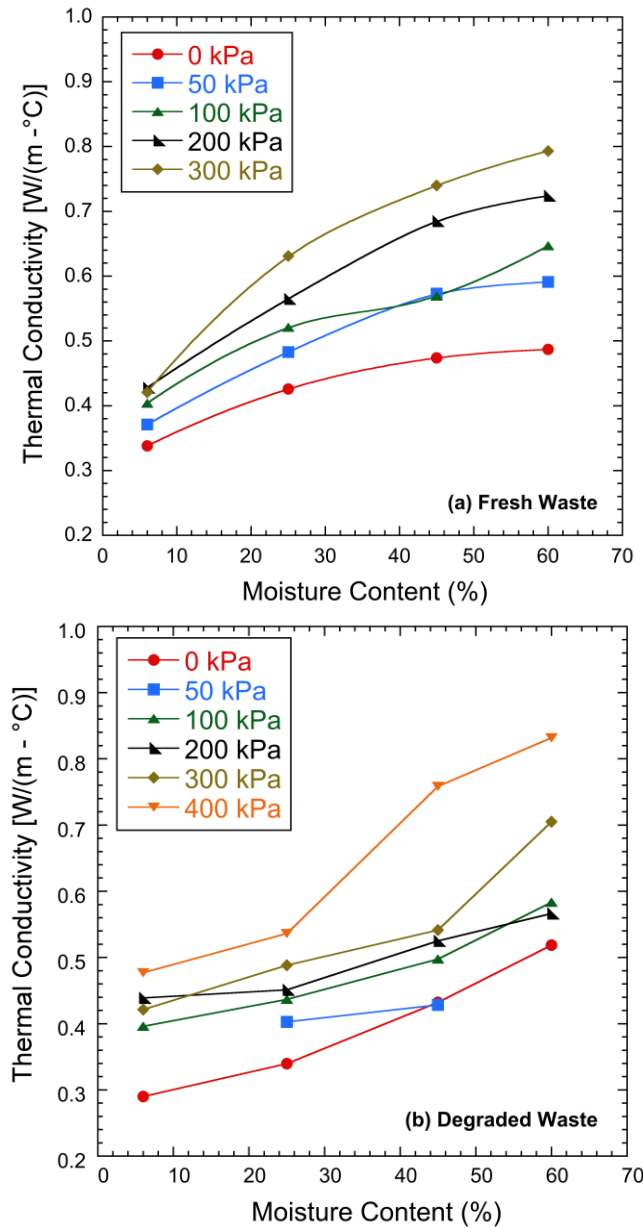 1.0
0.9
0.8
0.7
0.6
0.5
0.4
0.3
0.2
Thermal Conductivity [W/(m -°C)]
0 kPa
50 kPa
100 kPa
200 kPa
300 kPa
(a) Fresh Waste
0 10 20 30 40 50 60 70
Moisture Content (%)
1.0
0.9
0.8
0.7
0.6
0.5
0.4
0.3
0.2
Thermal Conductivity [W/(m - °C)]
0 kPa
50 kPa
100 kPa
200 kPa
300 kPa
400 kPa
(b) Degraded Waste
0 10 20 30 40 50 60 70
Moisture Content (%)